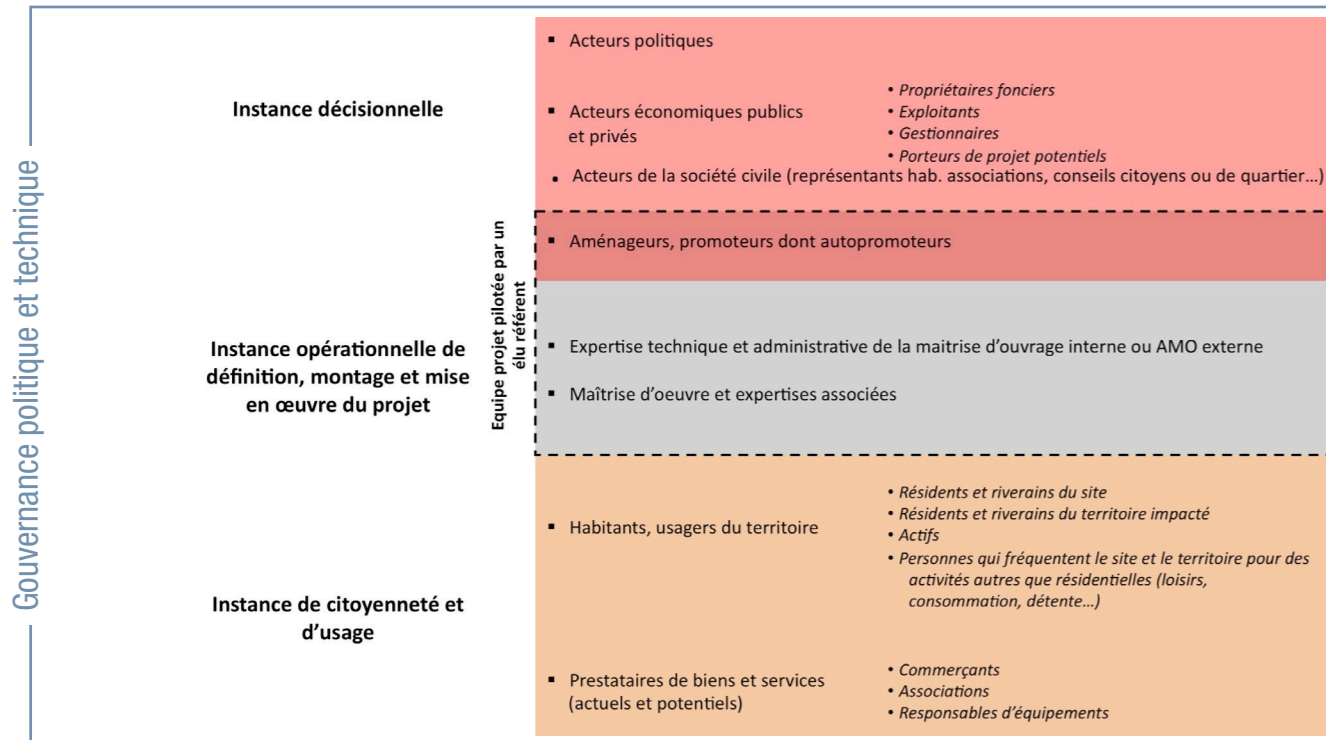 Gouvernance politique et technique
Instance décisionnelle
▪ Acteurs politiques
▪ Acteurs économiques publics
et privés
• Propriétaires fonciers
• Exploitants
• Gestionnaires
• Porteurs de projet potentiels
• Acteurs de la société civile (représentants hab. associations, conseils citoyens ou de quartier…)
Equipe projet pilotée par un
élu référent
▪ Aménageurs, promoteurs dont autopromoteurs
Instance opérationnelle de
définition, montage et mise
en œuvre du projet
▪ Expertise technique et administrative de la maitrise d’ouvrage interne ou AMO externe
▪ Maîtrise d'oeuvre et expertises associées
Instance de citoyenneté et
d’usage
▪ Habitants, usagers du territoire
• Résidents et riverains du site
• Résidents et riverains du territoire impacté
• Actifs
• Personnes qui fréquentent le site et le territoire pour des
activités autres que résidentielles (loisirs,
consommation, détente…)
▪ Prestataires de biens et services
(actuels et potentiels)
• Commerçants
• Associations
• Responsables d’équipements